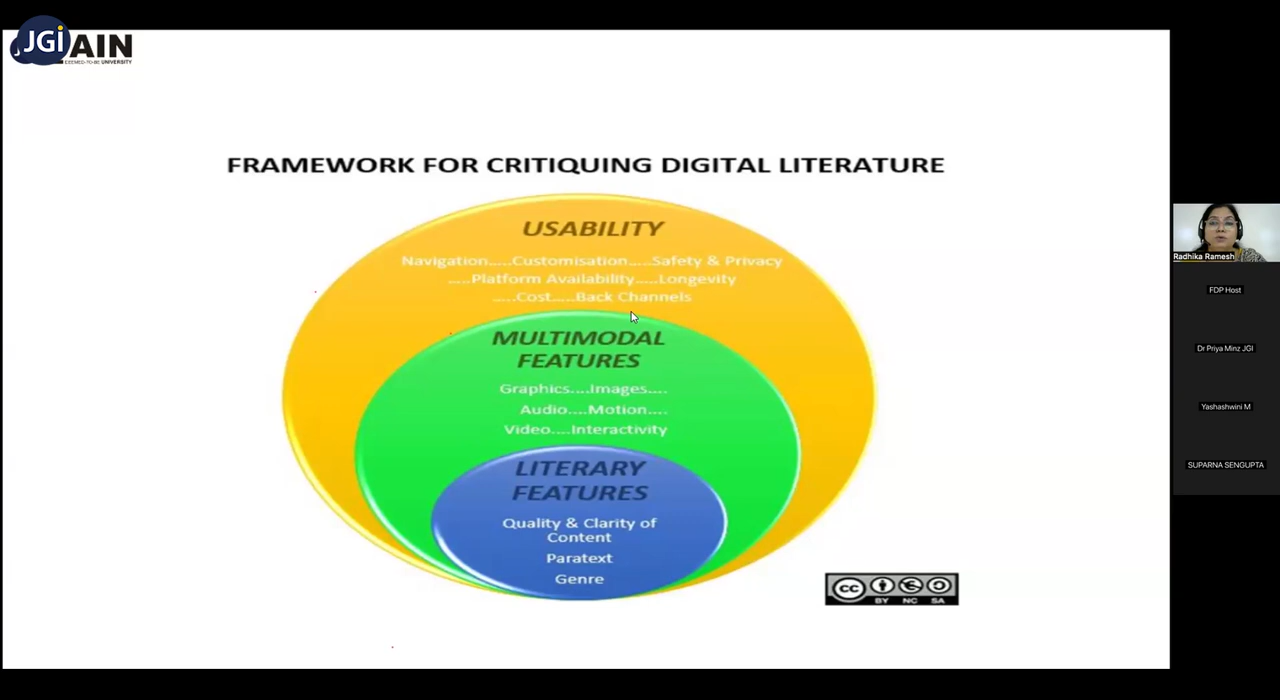 JGi AIN
DEEMED-TO-BE UNIVERSITY
FRAMEWORK FOR CRITIQUING DIGITAL LITERATURE
USABILITY
Navigation.....Customisation.....Safety & Privacy
.....Platform Availability.....Longevity
.....Cost.....Back Channels
MULTIMODAL
FEATURES
Graphics....Images....
Audio....Motion....
Video....Interactivity
LITERARY
FEATURES
Quality & Clarity of
Content
Paratext
Genre
cc
BY NC SA
Radhika Ramesh
FDP Host
Dr Priya Minz JGI
Yashashwini M
SUPARNA SENGUPTA